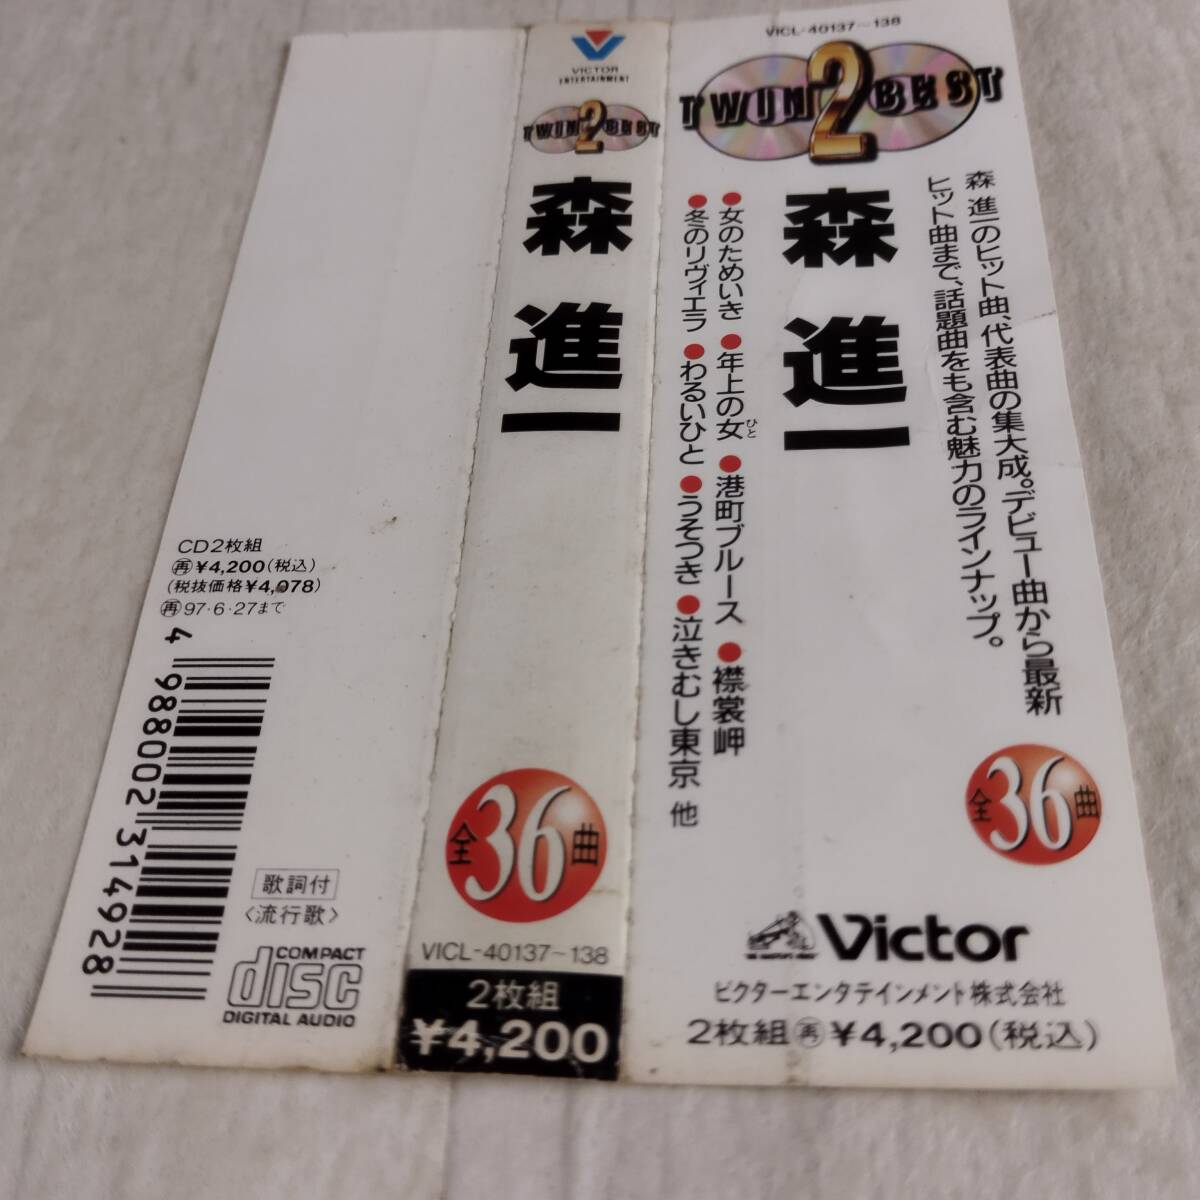 CD2枚組
再¥4,200(税込)
(税抜価格¥4,078)
再97・6・27まで
4 988002 314928
歌詞付
〈流行歌〉
COMPACT
disc
DIGITAL AUDIO
VICTOR
ENTERTAINMENT
TWIN 2 BEST
森進一
全36曲
VICL-40137～138
2枚組
¥4,200
VICL-40137～138
TWIN 2 BEST
森 進一のヒット曲、代表曲の集大成。デビュー曲から最新
ヒット曲まで、話題曲をも含む魅力のラインナップ。
森進一
●女のためいき ●年上の女(ひと) ●港町ブルース ●襟裳岬
●冬のリヴィエラ ●わるいひと ●うそつき ●泣きむし東京 他
全36曲
Victor
ビクターエンタテインメント株式会社
2枚組再¥4,200(税込)